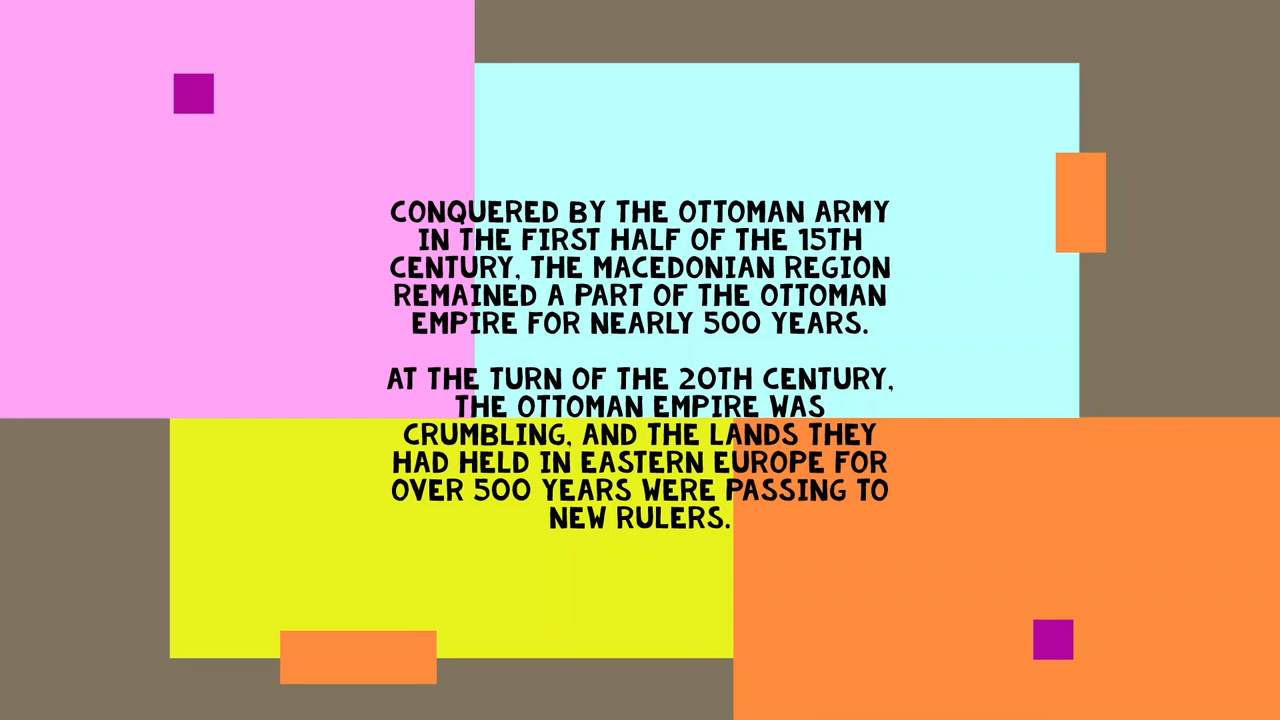 CONQUERED BY THE OTTOMAN ARMY
IN THE FIRST HALF OF THE 15TH
CENTURY, THE MACEDONIAN REGION
REMAINED A PART OF THE OTTOMAN
EMPIRE FOR NEARLY 500 YEARS.
AT THE TURN OF THE 20TH CENTURY,
THE OTTOMAN EMPIRE WAS
CRUMBLING, AND THE LANDS THEY
HAD HELD IN EASTERN EUROPE FOR
OVER 500 YEARS WERE PASSING TO
NEW RULERS.